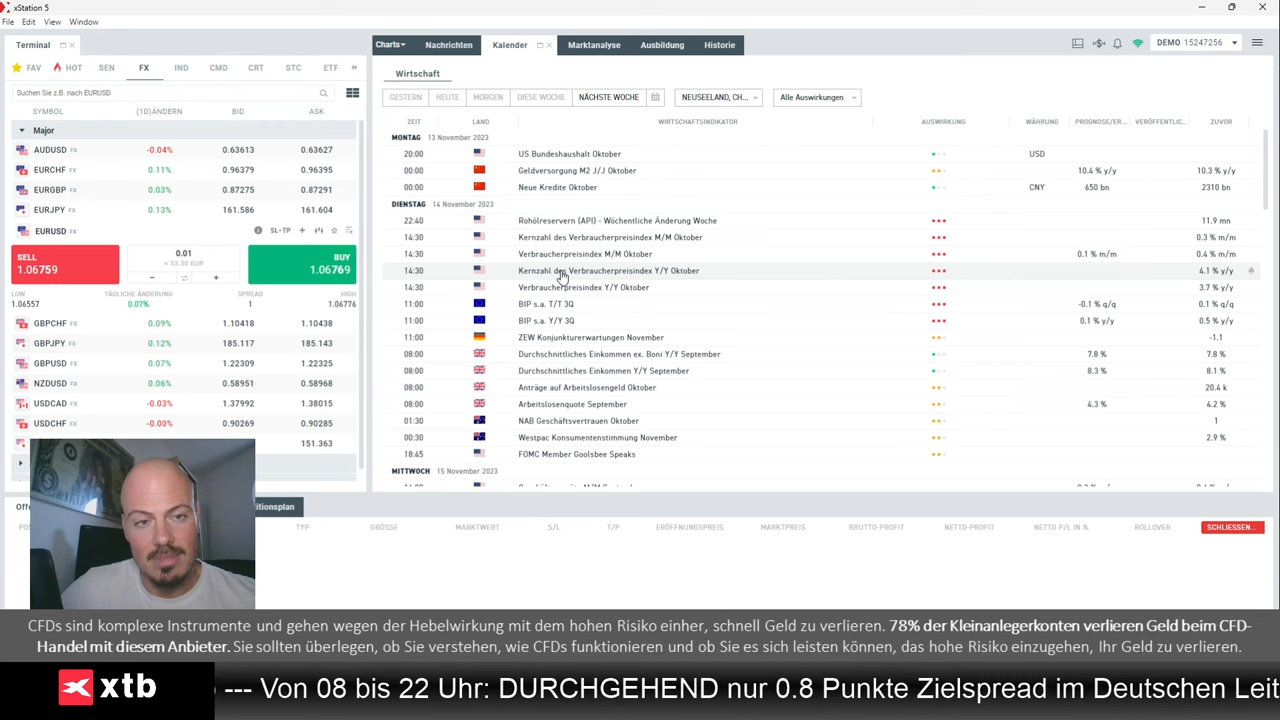 xStation 5
File Edit View Window
Terminal
Charts Nachrichten Kalender Marktanalyse Ausbildung Historie
DEMO 15247256
FAV HOT SEN FX IND CMD CRT STC ETF »
Suchen Sie z.B. nach EURUSD
SYMBOL (1D)ÄNDERN BID ASK
Major
AUDUSD FX -0.04% 0.63613 0.63627
EURCHF FX 0.11% 0.96379 0.96395
EURGBP FX 0.03% 0.87275 0.87291
EURJPY FX 0.13% 161.586 161.604
EURUSD SL+TP
SELL
1.06759
0.01
≈ 33.30 EUR
BUY
1.06769
LOW TÄGLICHE ÄNDERUNG SPREAD HIGH
1.06557 0.07% 1 1.06776
GBPCHF FX 0.09% 1.10418 1.10438
GBPJPY FX 0.12% 185.117 185.143
GBPUSD FX 0.07% 1.22309 1.22325
NZDUSD FX 0.06% 0.58951 0.58968
USDCAD FX -0.03% 1.37992 1.38015
USDCHF FX -0.00% 0.90269 0.90285
151.363
Wirtschaft
GESTERN HEUTE MORGEN DIESE WOCHE NÄCHSTE WOCHE NEUSEELAND, CH... Alle Auswirkungen
ZEIT LAND WIRTSCHAFTSINDIKATOR AUSWIRKUNG WÄHRUNG PROGNOSE/ER... VERÖFFENTLIC... ZUVOR
MONTAG 13 November 2023
20:00 US Bundeshaushalt Oktober USD
00:00 Geldversorgung M2 J/J Oktober 10.4 % y/y 10.3 % y/y
00:00 Neue Kredite Oktober CNY 650 bn 2310 bn
DIENSTAG 14 November 2023
22:40 Rohölreservern (API) - Wöchentliche Änderung Woche 11.9 mn
14:30 Kernzahl des Verbraucherpreisindex M/M Oktober 0.3 % m/m
14:30 Verbraucherpreisindex M/M Oktober 0.1 % m/m 0.4 % m/m
14:30 Kernzahl des Verbraucherpreisindex Y/Y Oktober 4.1 % y/y
14:30 Verbraucherpreisindex Y/Y Oktober 3.7 % y/y
11:00 BIP s.a. T/T 3Q -0.1 % q/q 0.1 % q/q
11:00 BIP s.a. Y/Y 3Q 0.1 % y/y 0.5 % y/y
11:00 ZEW Konjunkturerwartungen November -1.1
08:00 Durchschnittliches Einkommen ex. Boni Y/Y September 7.8 % 7.8 %
08:00 Durchschnittliches Einkommen Y/Y September 8.3 % 8.1 %
08:00 Anträge auf Arbeitslosengeld Oktober 20.4 k
08:00 Arbeitslosenquote September 4.3 % 4.2 %
01:30 NAB Geschäftsvertrauen Oktober 1
00:30 Westpac Konsumentenstimmung November 2.9 %
18:45 FOMC Member Goolsbee Speaks
MITTWOCH 15 November 2023
TYP GRÖSSE MARKTWERT S/L T/P ERÖFFNUNGSPREIS MARKTPREIS BRUTTO-PROFIT NETTO-PROFIT NETTO P/L IN % ROLLOVER SCHLIESSEN...
CFDs sind komplexe Instrumente und gehen wegen der Hebelwirkung mit dem hohen Risiko einher, schnell Geld zu verlieren. 78% der Kleinanlegerkonten verlieren Geld beim CFD-
Handel mit diesem Anbieter. Sie sollten überlegen, ob Sie verstehen, wie CFDs funktionieren und ob Sie es sich leisten können, das hohe Risiko einzugehen, Ihr Geld zu verlieren.
xtb --- Von 08 bis 22 Uhr: DURCHGEHEND nur 0.8 Punkte Zielspread im Deutschen Leit